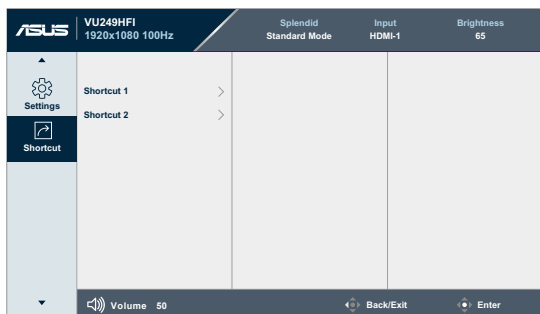 ASUS
VU249HFI
1920x1080 100Hz
Splendid
Standard Mode
Input
HDMI-1
Brightness
65
Settings
Shortcut
Shortcut 1
Shortcut 2
Volume 50
Back/Exit
Enter